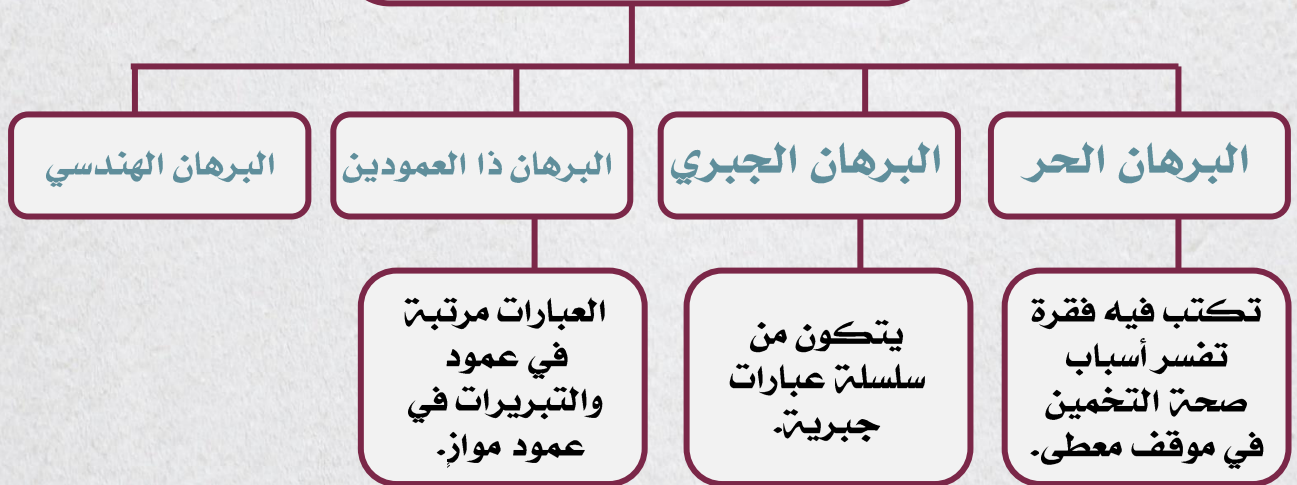 البرهان الحر
البرهان الجبري
البرهان ذا العمودين
البرهان الهندسي
تكتب فيه فقرة
تفسر أسباب
صحة التخمين
في موقف معطى.
يتكون من
سلسلة عبارات
جبرية.
العبارات مرتبة
في عمود
والتبريرات في
عمود موازٍ.